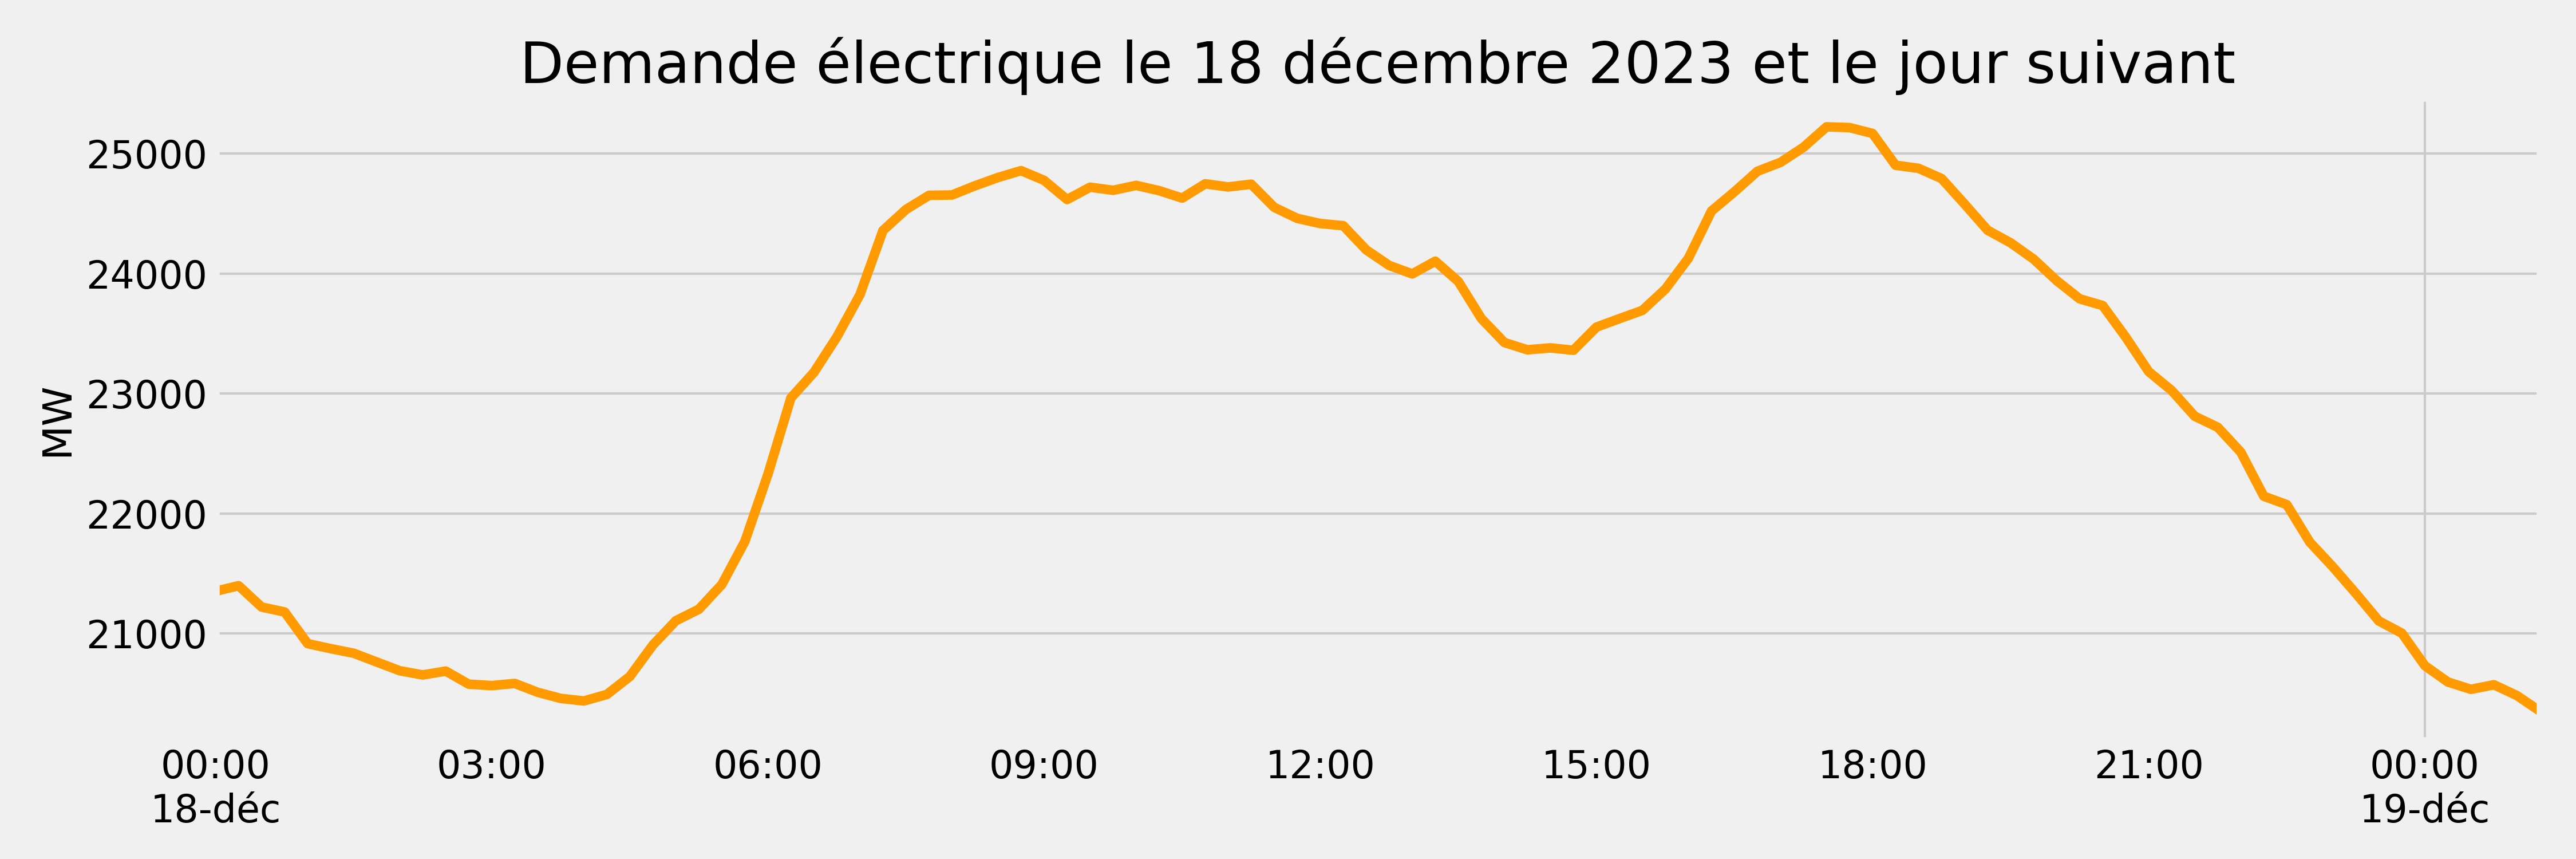 Demande électrique le 18 décembre 2023 et le jour suivant
MW
25000
24000
23000
22000
21000
00:00 03:00 06:00 09:00 12:00 15:00 18:00 21:00 00:00
18-déc 19-déc